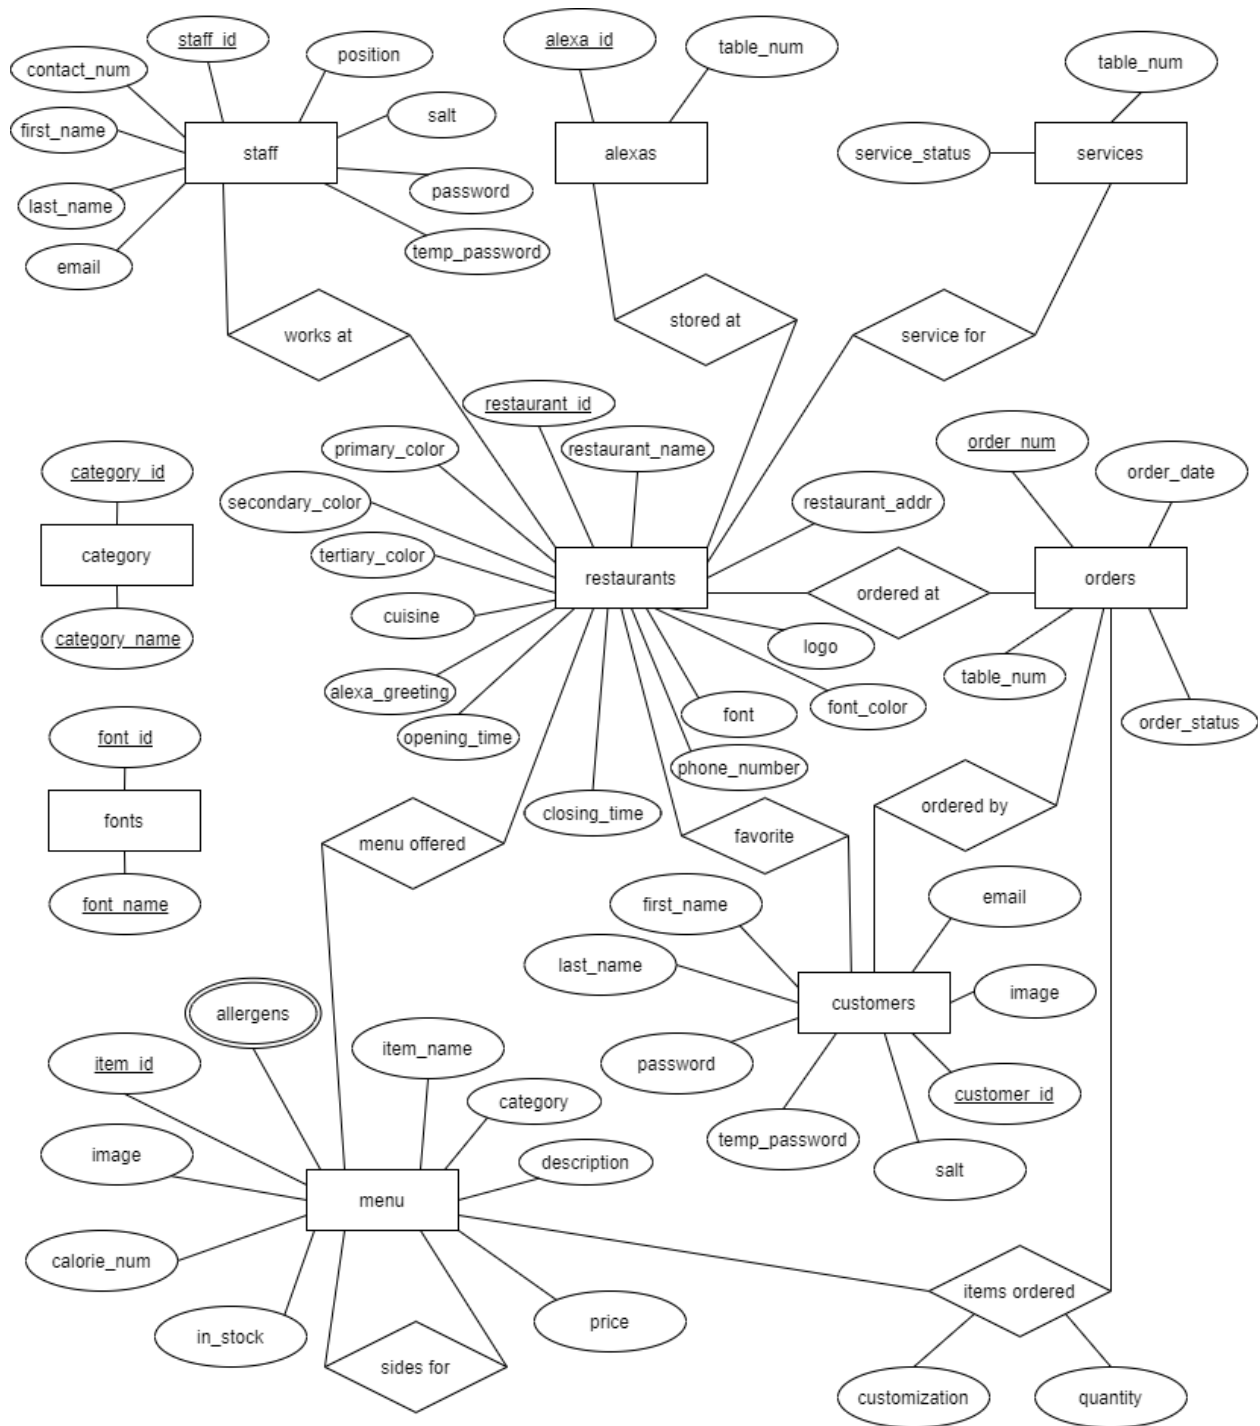 staff_id
alexa_id
position
table_num
contact_num
table_num
salt
first_name
staff
alexas
service_status
services
password
last_name
temp_password
email
works at
stored at
service for
restaurant_id
primary_color
restaurant_name
order_num
category_id
order_date
secondary_color
restaurant_addr
tertiary_color
category
restaurants
ordered at
orders
cuisine
category_name
logo
table_num
alexa_greeting
font_color
font
order_status
font_id
opening_time
phone_number
ordered by
closing_time
fonts
menu offered
favorite
font_name
first_name
email
last_name
image
customers
allergens
item_id
item_name
password
customer_id
category
temp_password
image
description
salt
menu
calorie_num
items ordered
price
in_stock
sides for
customization
quantity